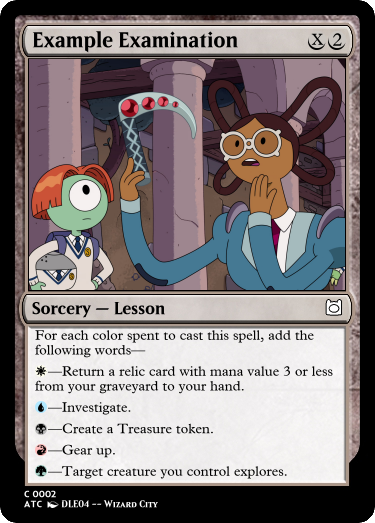 Example Examination X 2
Sorcery — Lesson
For each color spent to cast this spell, add the
following words—
—Return a relic card with mana value 3 or less
from your graveyard to your hand.
—Investigate.
—Create a Treasure token.
—Gear up.
—Target creature you control explores.
C 0002
ATC DLE04 -- Wizard City